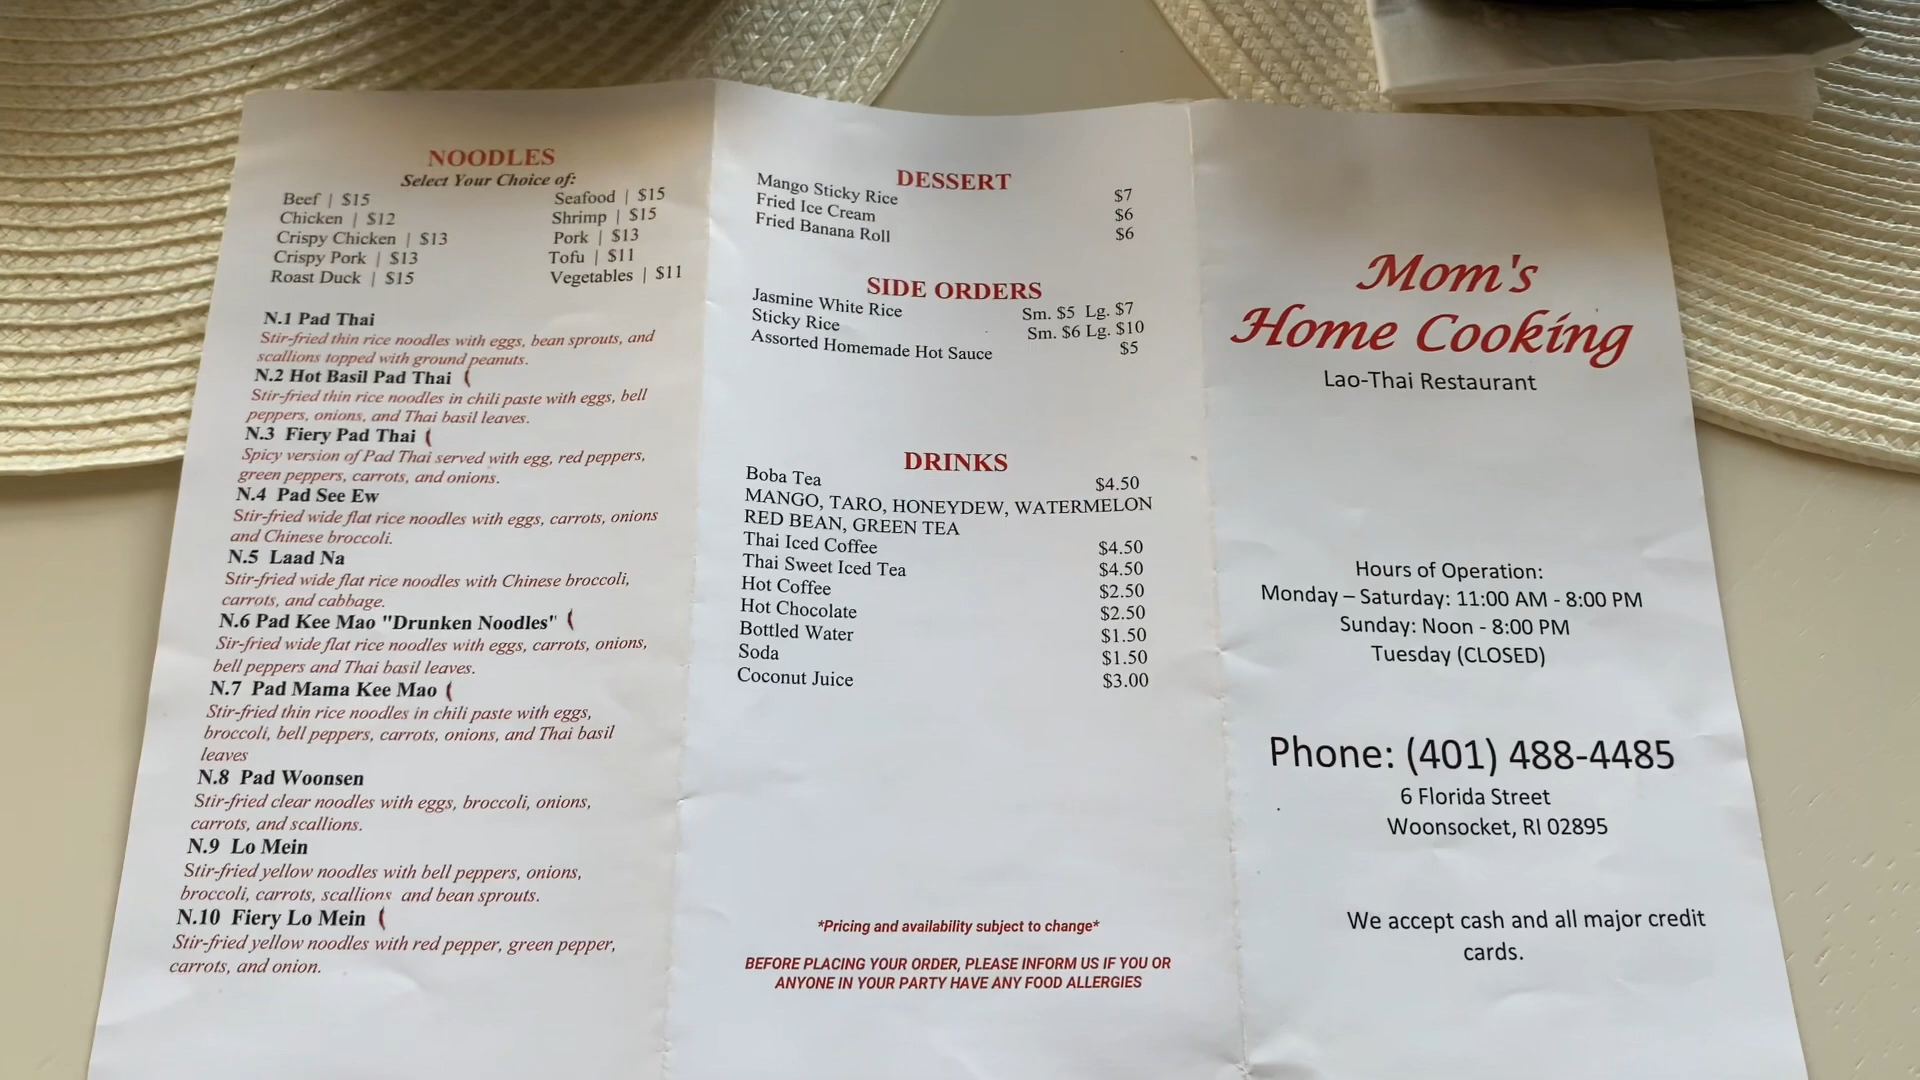 NOODLES
Select Your Choice of:
Beef | $15
Chicken | $12
Crispy Chicken | $13
Crispy Pork | $13
Roast Duck | $15
Seafood | $15
Shrimp | $15
Pork | $13
Tofu | $11
Vegetables | $11
N.1 Pad Thai
Stir-fried thin rice noodles with eggs, bean sprouts, and
scallions topped with ground peanuts.
N.2 Hot Basil Pad Thai
Stir-fried thin rice noodles in chili paste with eggs, bell
peppers, onions, and Thai basil leaves.
N.3 Fiery Pad Thai
Spicy version of Pad Thai served with egg, red peppers,
green peppers, carrots, and onions.
N.4 Pad See Ew
Stir-fried wide flat rice noodles with eggs, carrots, onions
and Chinese broccoli.
N.5 Laad Na
Stir-fried wide flat rice noodles with Chinese broccoli,
carrots, and cabbage.
N.6 Pad Kee Mao "Drunken Noodles"
Sir-fried wide flat rice noodles with eggs, carrots, onions,
bell peppers and Thai basil leaves.
N.7 Pad Mama Kee Mao
Stir-fried thin rice noodles in chili paste with eggs,
broccoli, bell peppers, carrots, onions, and Thai basil
leaves
N.8 Pad Woonsen
Stir-fried clear noodles with eggs, broccoli, onions,
carrots, and scallions.
N.9 Lo Mein
Stir-fried yellow noodles with bell peppers, onions,
broccoli, carrots, scallions and bean sprouts.
N.10 Fiery Lo Mein
Stir-fried yellow noodles with red pepper, green pepper,
carrots, and onion.
DESSERT
Mango Sticky Rice $7
Fried Ice Cream $6
Fried Banana Roll $6
SIDE ORDERS
Jasmine White Rice Sm. $5 Lg. $7
Sticky Rice Sm. $6 Lg. $10
Assorted Homemade Hot Sauce $5
DRINKS
Boba Tea $4.50
MANGO, TARO, HONEYDEW, WATERMELON
RED BEAN, GREEN TEA
Thai Iced Coffee $4.50
Thai Sweet Iced Tea $4.50
Hot Coffee $2.50
Hot Chocolate $2.50
Bottled Water $1.50
Soda $1.50
Coconut Juice $3.00
*Pricing and availability subject to change*
BEFORE PLACING YOUR ORDER, PLEASE INFORM US IF YOU OR
ANYONE IN YOUR PARTY HAVE ANY FOOD ALLERGIES
Mom's
Home Cooking
Lao-Thai Restaurant
Hours of Operation:
Monday – Saturday: 11:00 AM - 8:00 PM
Sunday: Noon - 8:00 PM
Tuesday (CLOSED)
Phone: (401) 488-4485
6 Florida Street
Woonsocket, RI 02895
We accept cash and all major credit
cards.